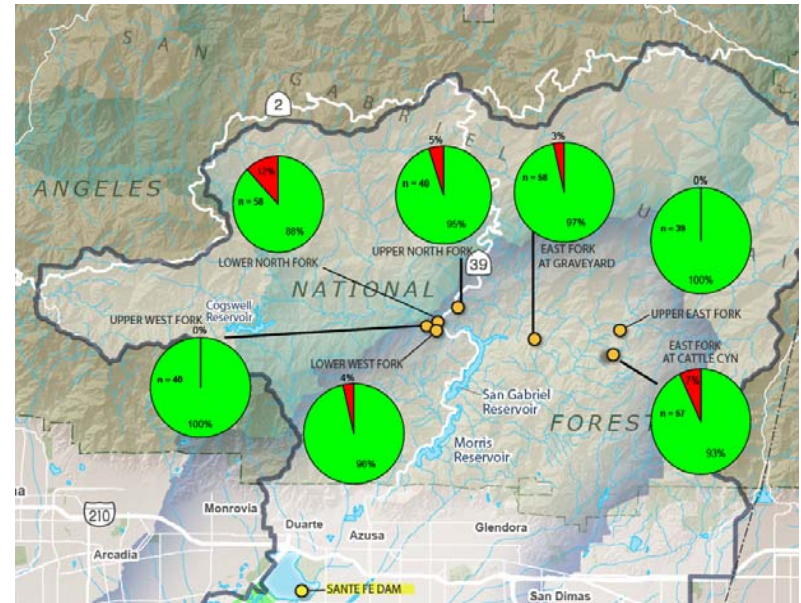 SAN
GABRIEL
2
ANGELES
NATIONAL
FOREST
12%
n = 58
88%
LOWER NORTH FORK
5%
n = 40
95%
UPPER NORTH FORK
39
3%
n = 58
97%
EAST FORK
AT GRAVEYARD
0%
n = 39
100%
UPPER EAST FORK
EAST FORK
AT CATTLE CYN
7%
n = 57
93%
UPPER WEST FORK
0%
n = 40
100%
Cogswell
Reservoir
LOWER WEST FORK
4%
96%
San Gabriel
Reservoir
Morris
Reservoir
210
Monrovia
Duarte
Azusa
Glendora
Arcadia
San Dimas
SANTE FE DAM